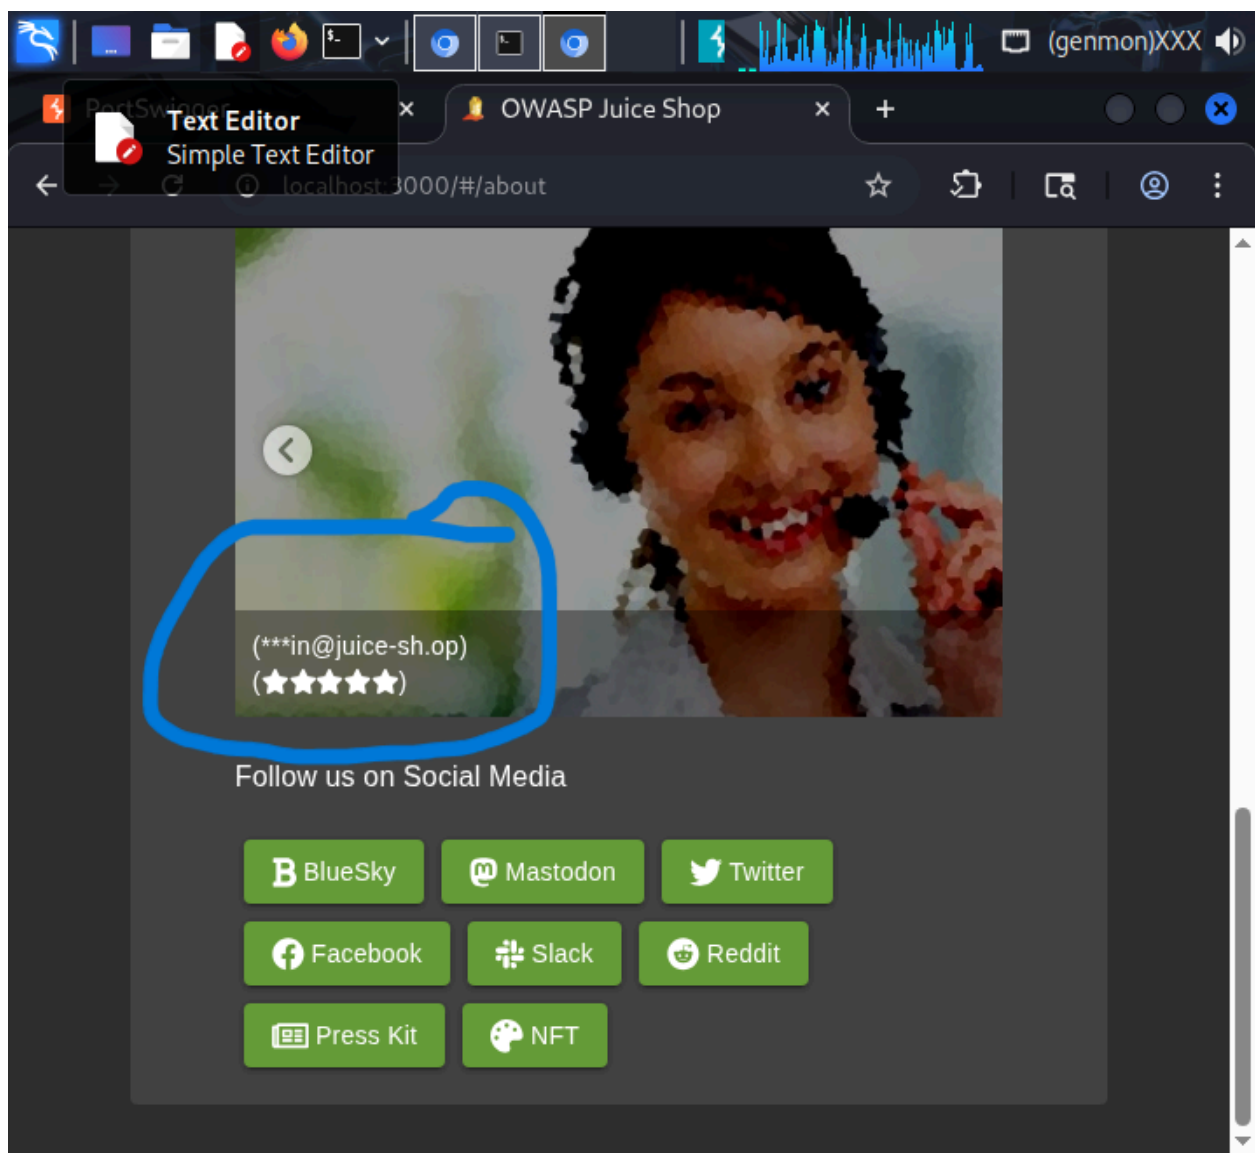 (genmon)XXX
PortSwigger
OWASP Juice Shop
Text Editor
Simple Text Editor
localhost:3000/#/about
(***in@juice-sh.op)
(★★★★★)
Follow us on Social Media
BlueSky
Mastodon
Twitter
Facebook
Slack
Reddit
Press Kit
NFT